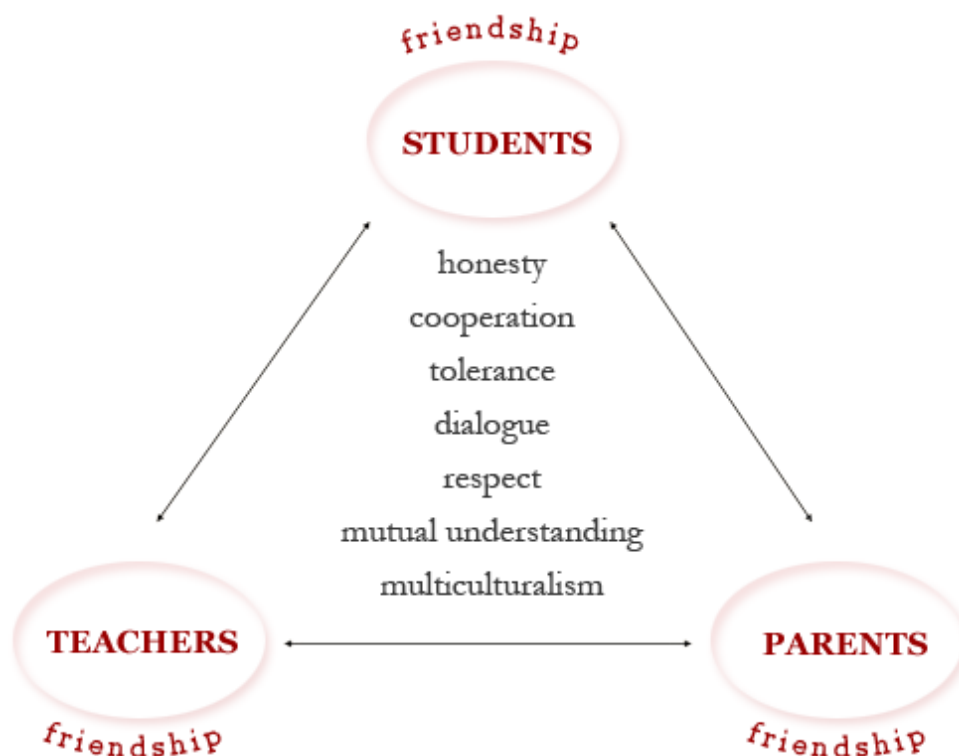 friendship
STUDENTS
honesty
cooperation
tolerance
dialogue
respect
mutual understanding
multiculturalism
TEACHERS
PARENTS
friendship
friendship